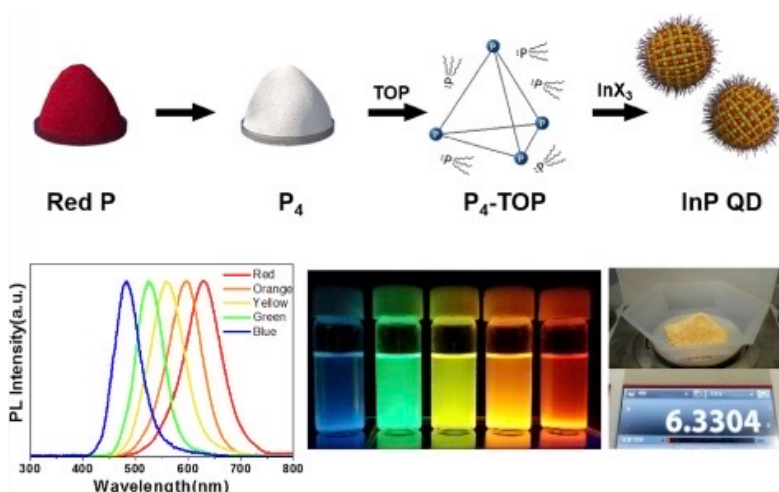 TOP
InX₃
P
P
P
P
:P
:P
:P
:P
:P
Red P
P₄
P₄-TOP
InP QD
PL Intensity(a.u.)
Red
Orange
Yellow
Green
Blue
300 400 500 600 700 800
Wavelength(nm)
6.3304